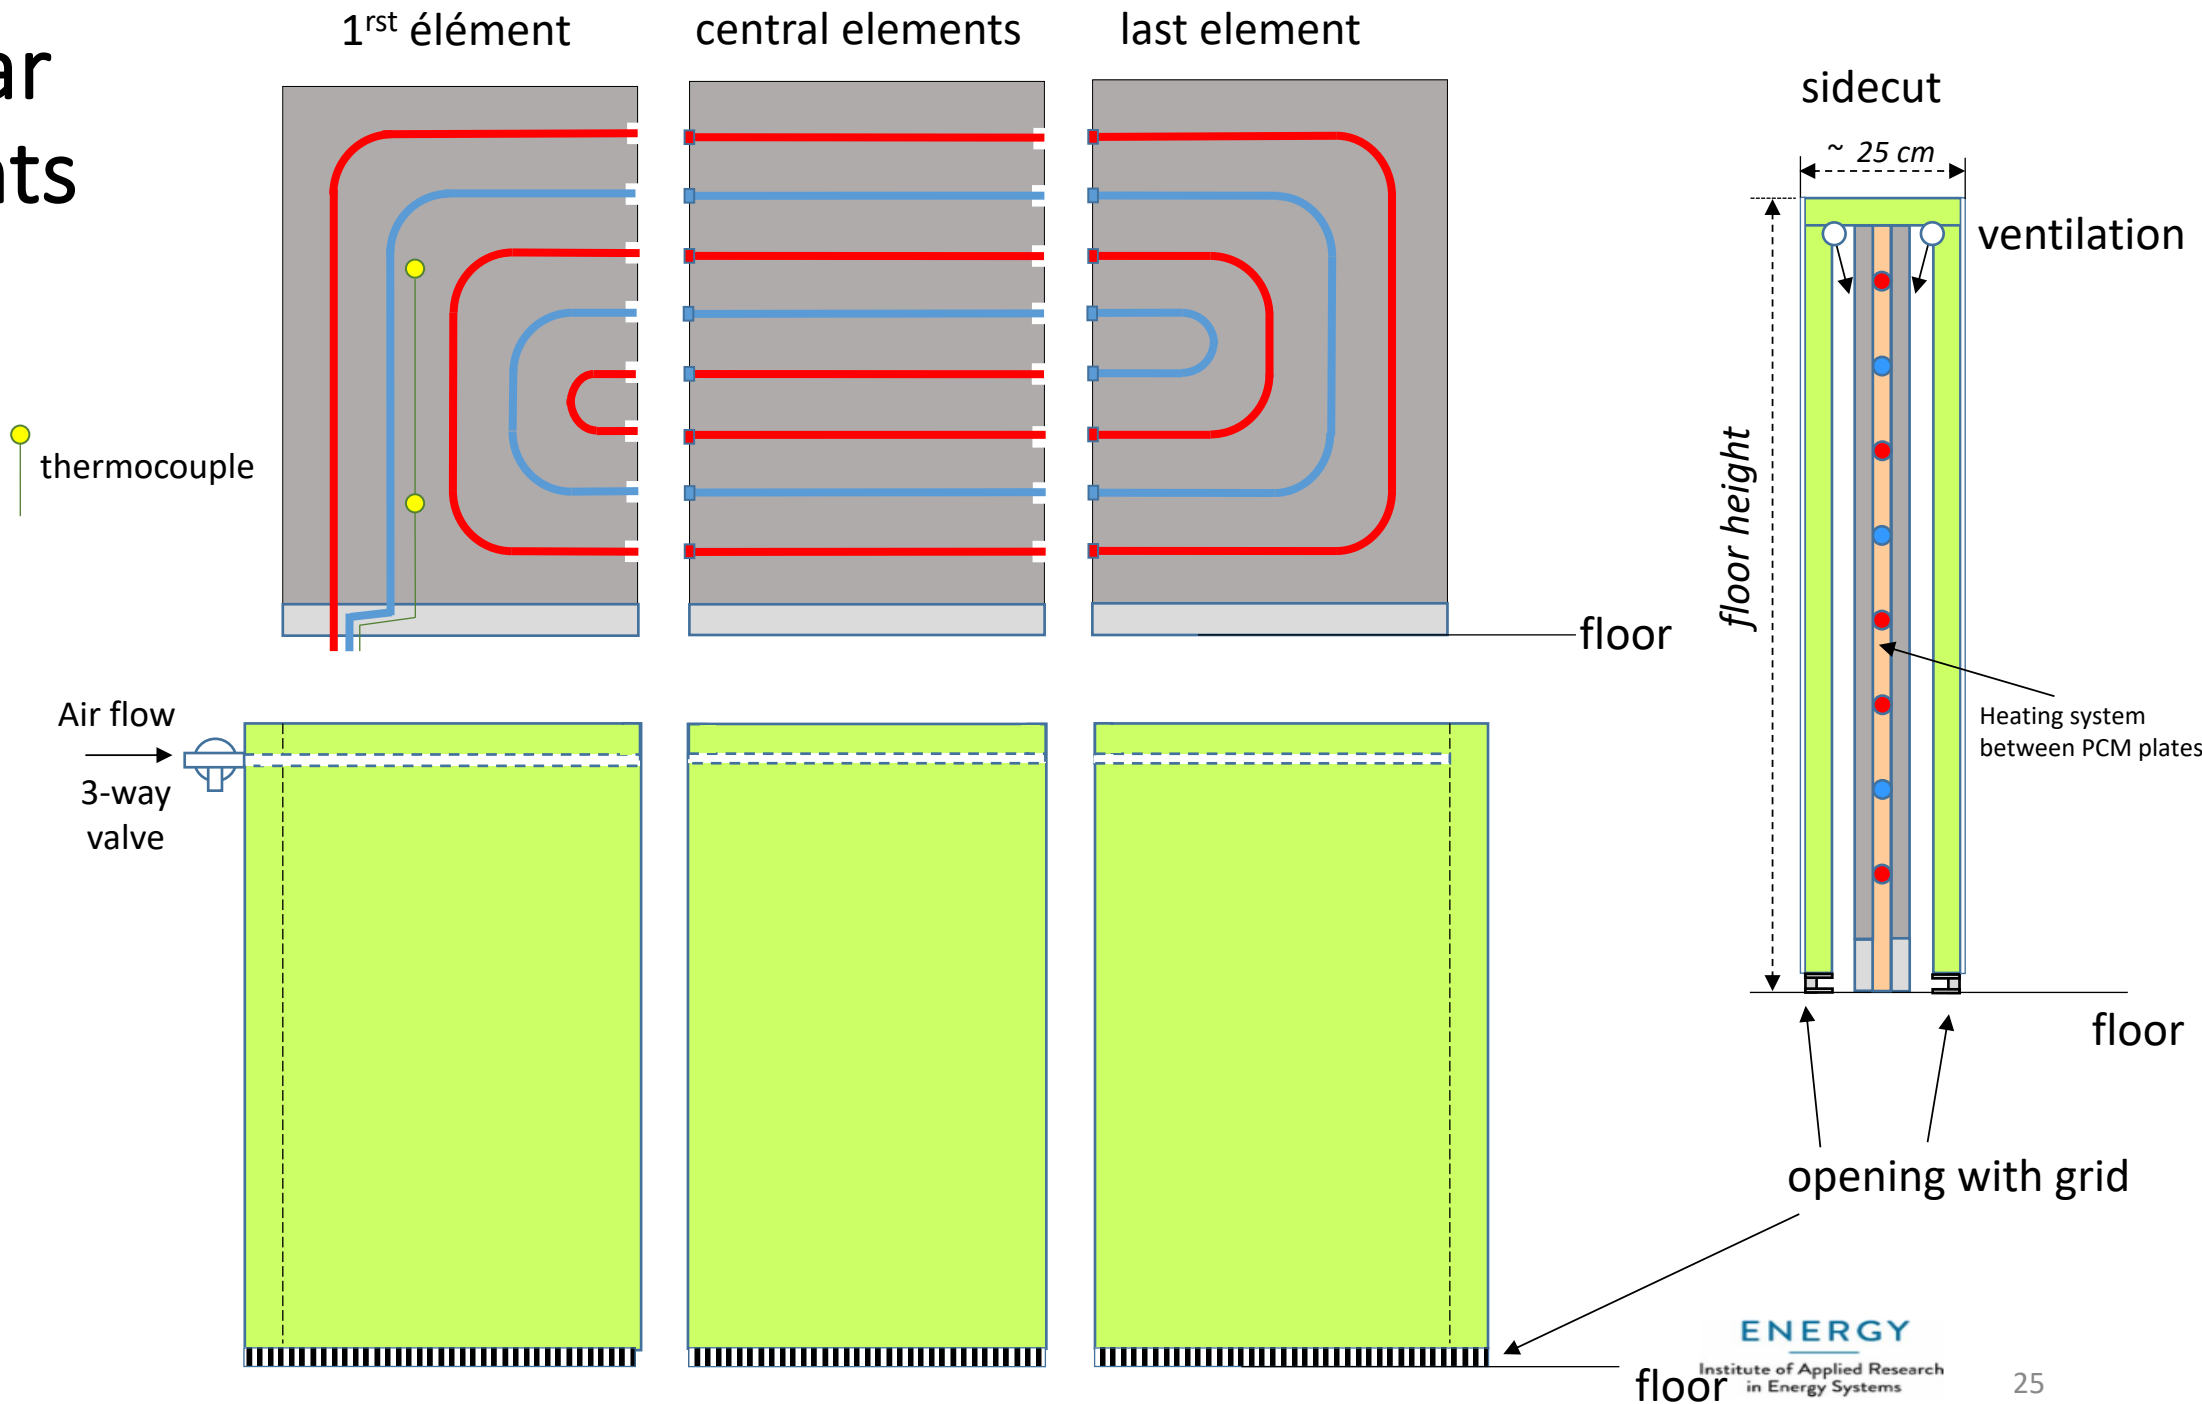 1rst élément
central elements
last element
ar
nts
sidecut
~ 25 cm
ventilation
thermocouple
floor height
floor
Heating system
between PCM plates
Air flow
3-way
valve
floor
opening with grid
floor
ENERGY
Institute of Applied Research
in Energy Systems
25